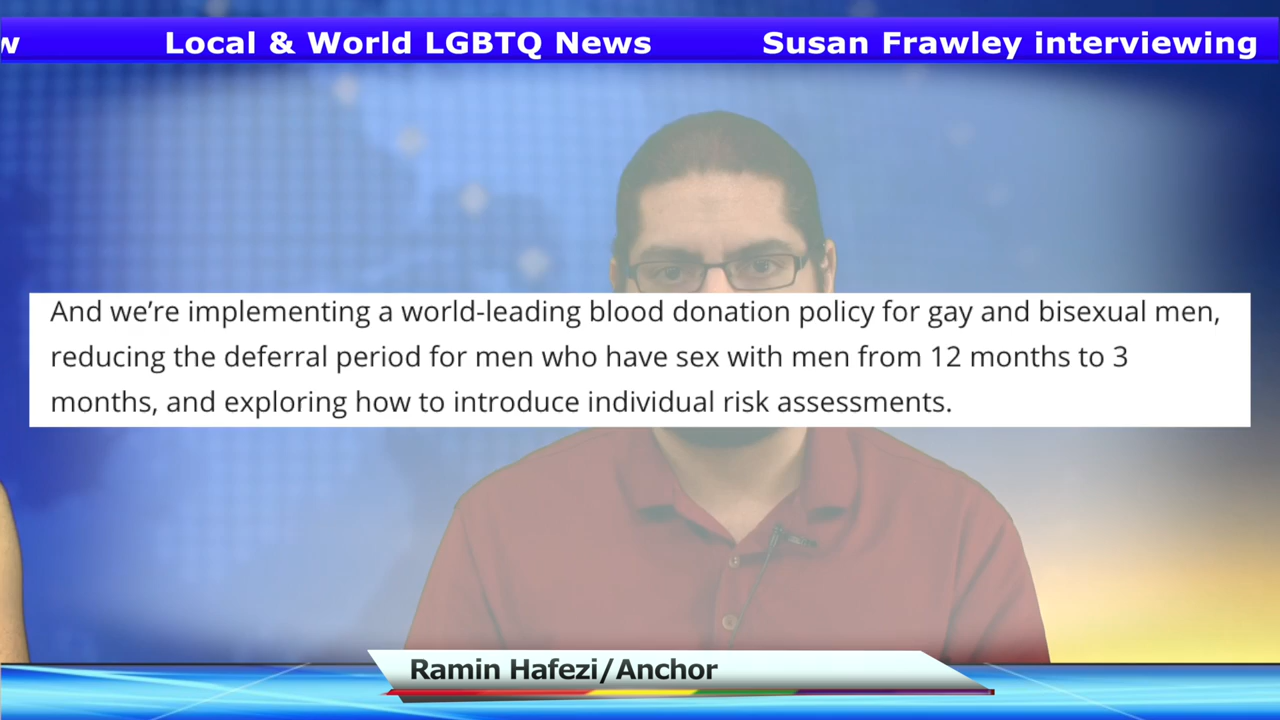 w Local & World LGBTQ News Susan Frawley interviewing
And we’re implementing a world-leading blood donation policy for gay and bisexual men,
reducing the deferral period for men who have sex with men from 12 months to 3
months, and exploring how to introduce individual risk assessments.
Ramin Hafezi/Anchor